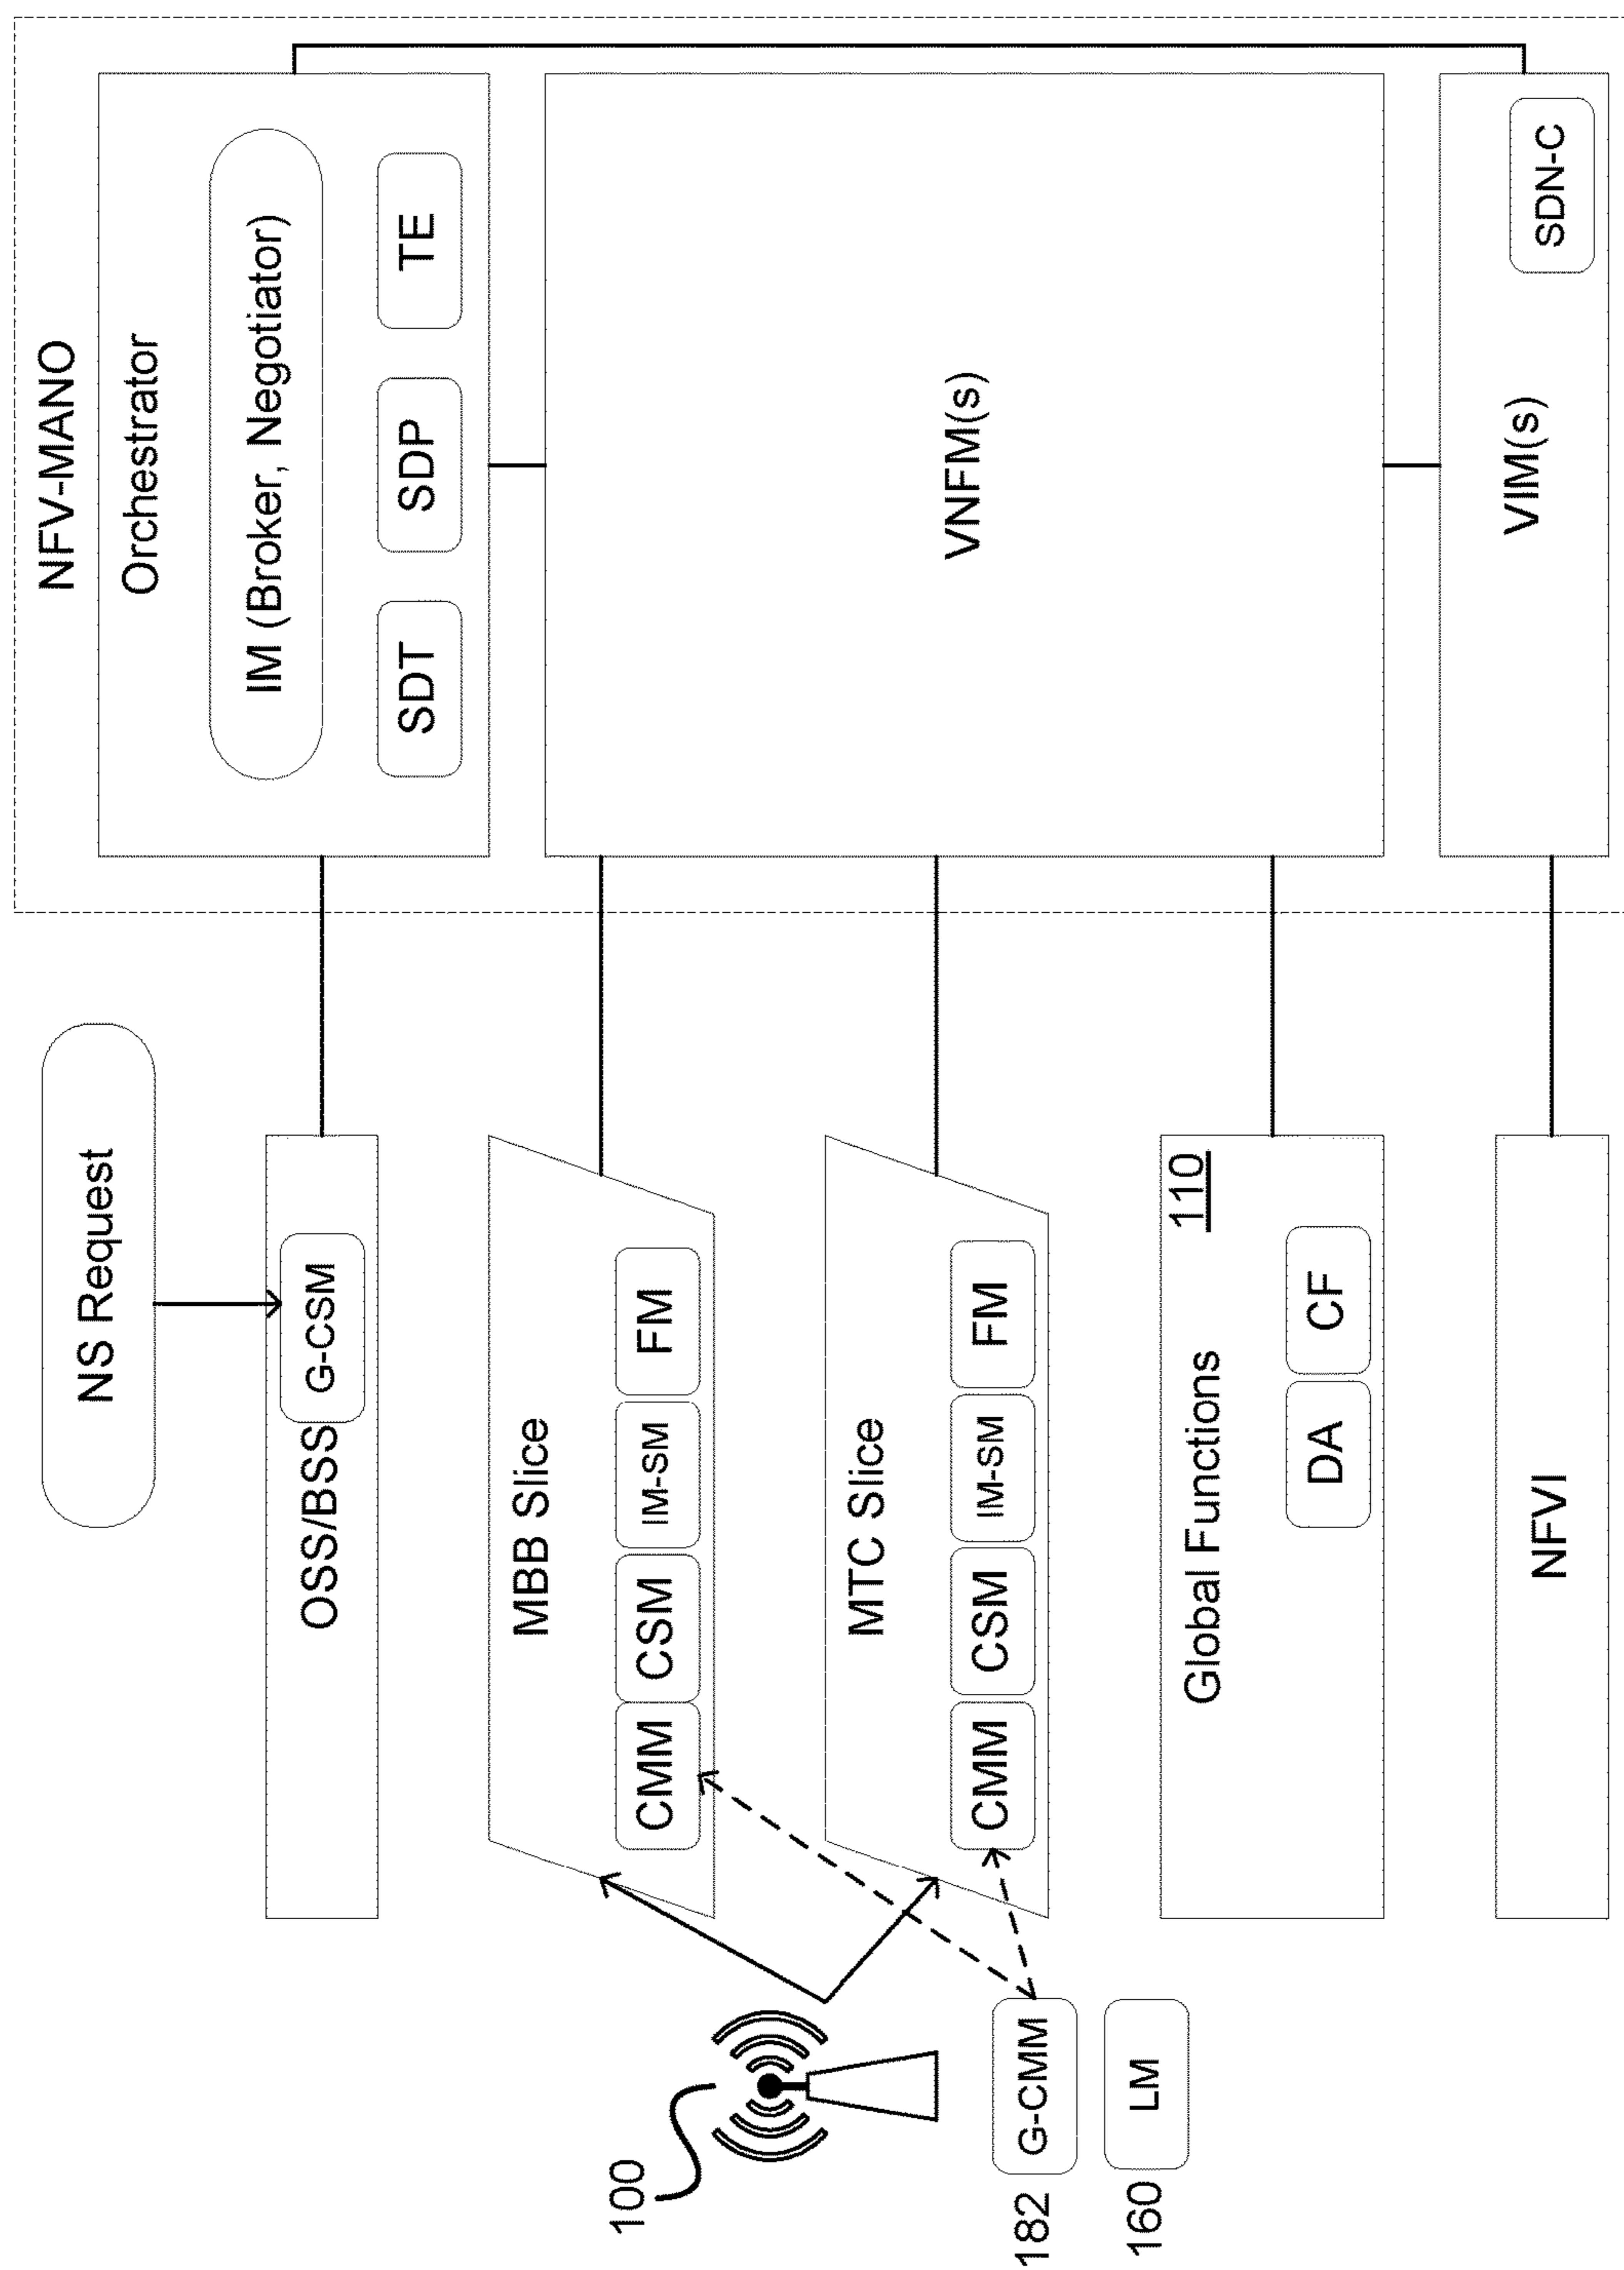 NS Request
NFV-MANO
OSS/BSS
G-CSM
Orchestrator
IM (Broker, Negotiator)
SDT
SDP
TE
MBB Slice
CMM
CSM
IM-SM
FM
100
MTC Slice
CMM
CSM
IM-SM
FM
VNFM(s)
182
G-CMM
160
LM
Global Functions
110
DA
CF
NFVI
VIM(s)
SDN-C